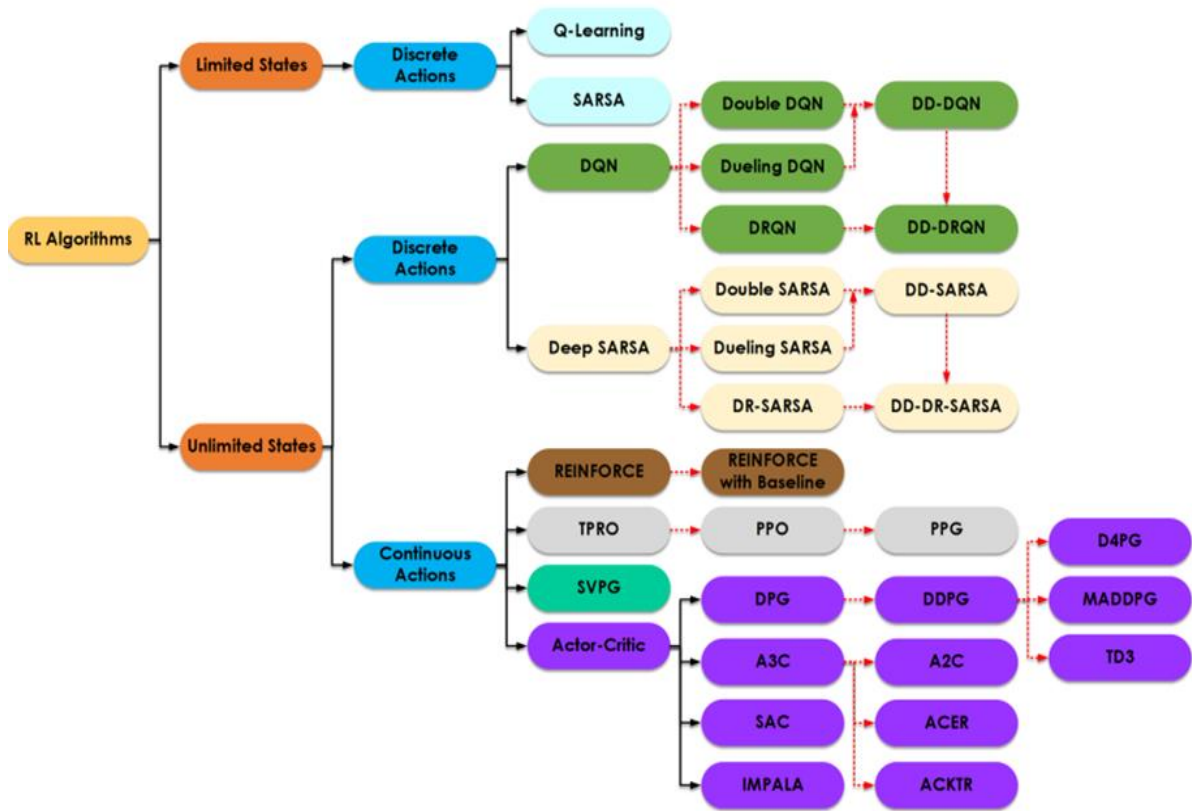 Q-Learning
Limited States
Discrete
Actions
SARSA
Double DQN
DD-DQN
DQN
Dueling DQN
RL Algorithms
Discrete
Actions
DRQN
DD-DRQN
Double SARSA
DD-SARSA
Deep SARSA
Dueling SARSA
DR-SARSA
DD-DR-SARSA
Unlimited States
REINFORCE
REINFORCE
with Baseline
Continuous
Actions
TPRO
PPO
PPG
D4PG
SVPG
DPG
DDPG
MADDPG
Actor-Critic
A3C
A2C
TD3
SAC
ACER
IMPALA
ACKTR